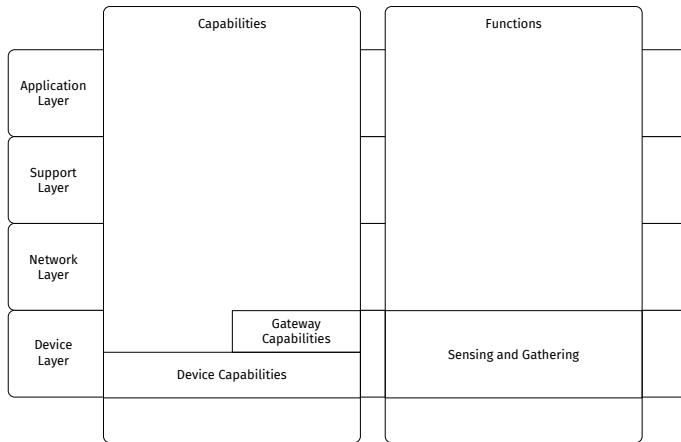 Capabilities
Functions
Application
Layer
Support
Layer
Network
Layer
Gateway
Capabilities
Device
Layer
Sensing and Gathering
Device Capabilities